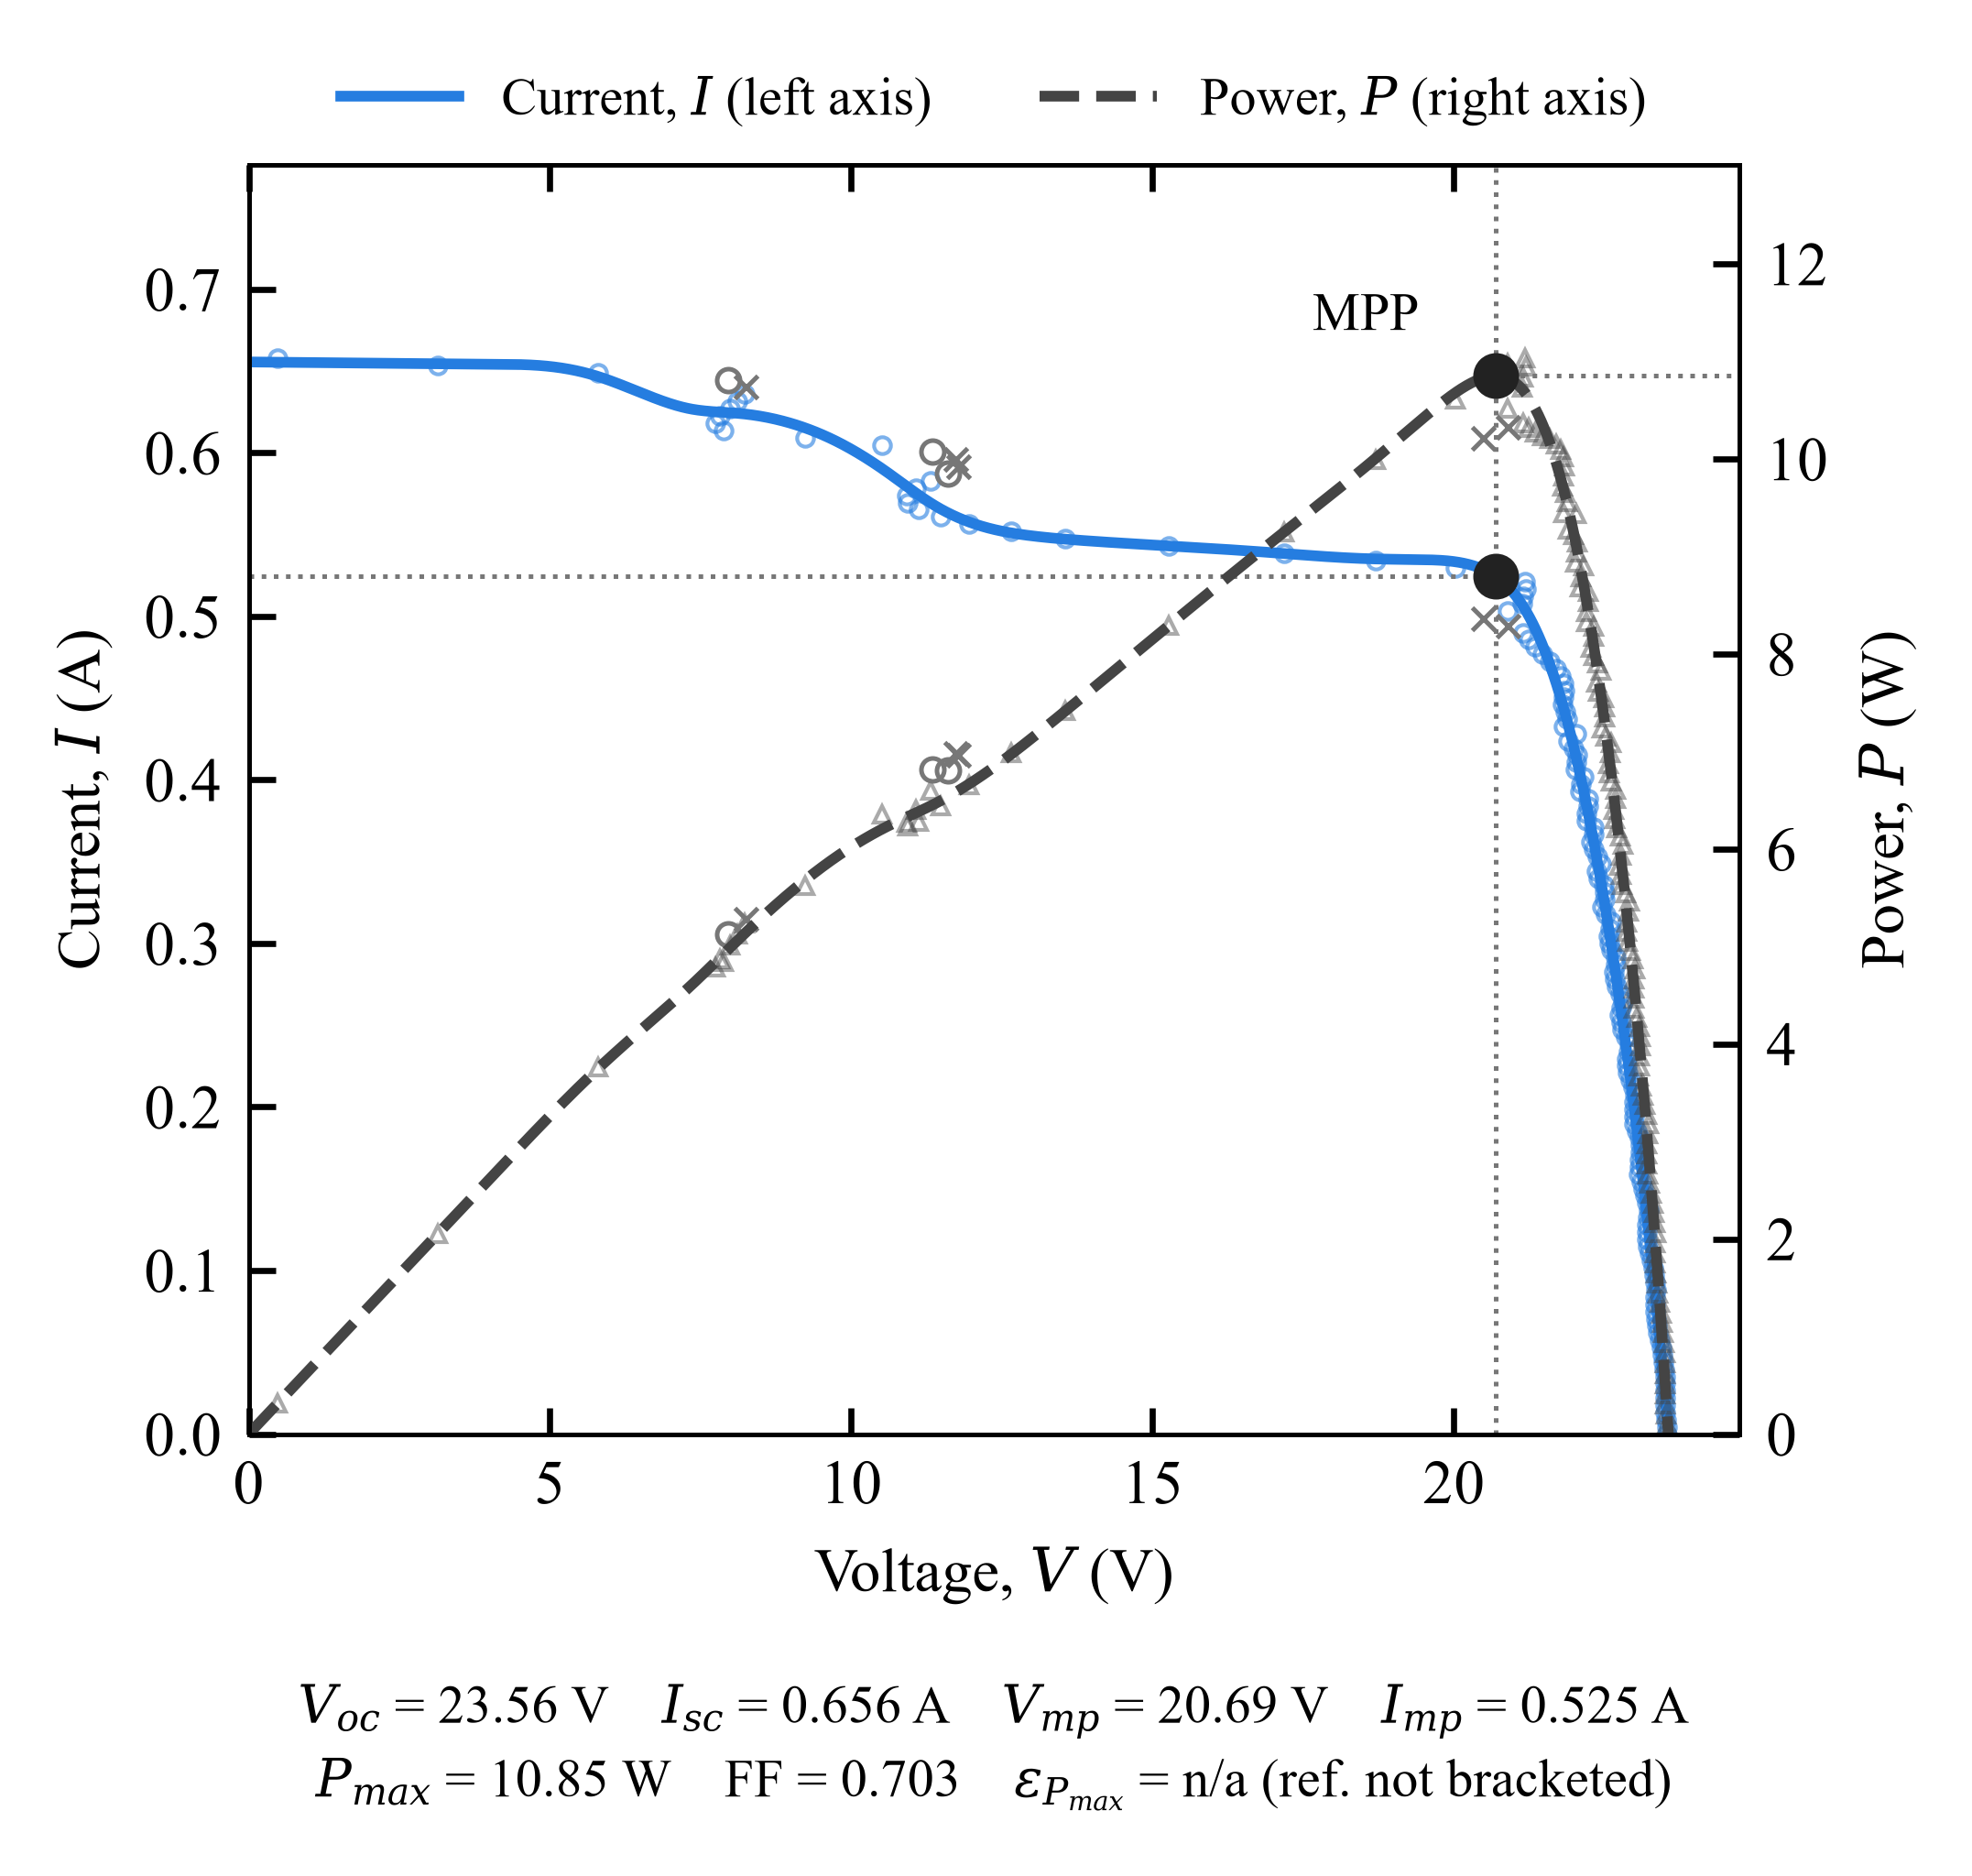 Current, I (left axis) Power, P (right axis)
MPP
0.7
0.6
0.5
0.4
0.3
0.2
0.1
0.0
Current, I (A)
12
10
8
6
4
2
0
Power, P (W)
0 5 10 15 20
Voltage, V (V)
Voc = 23.56 V Isc = 0.656 A Vmp = 20.69 V Imp = 0.525 A
Pmax = 10.85 W FF = 0.703 εPmax = n/a (ref. not bracketed)